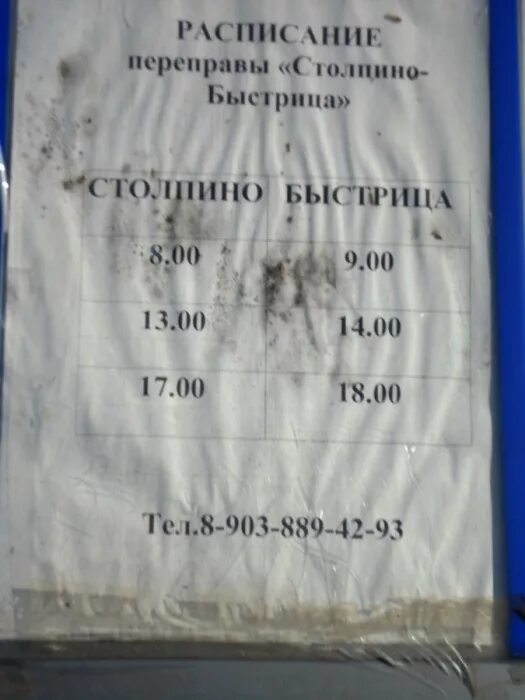 РАСПИСАНИЕ
переправы «Столпино-
Быстрица»
СТОЛПИНО БЫСТРИЦА
8.00 9.00
13.00 14.00
17.00 18.00
Тел.8-903-889-42-93